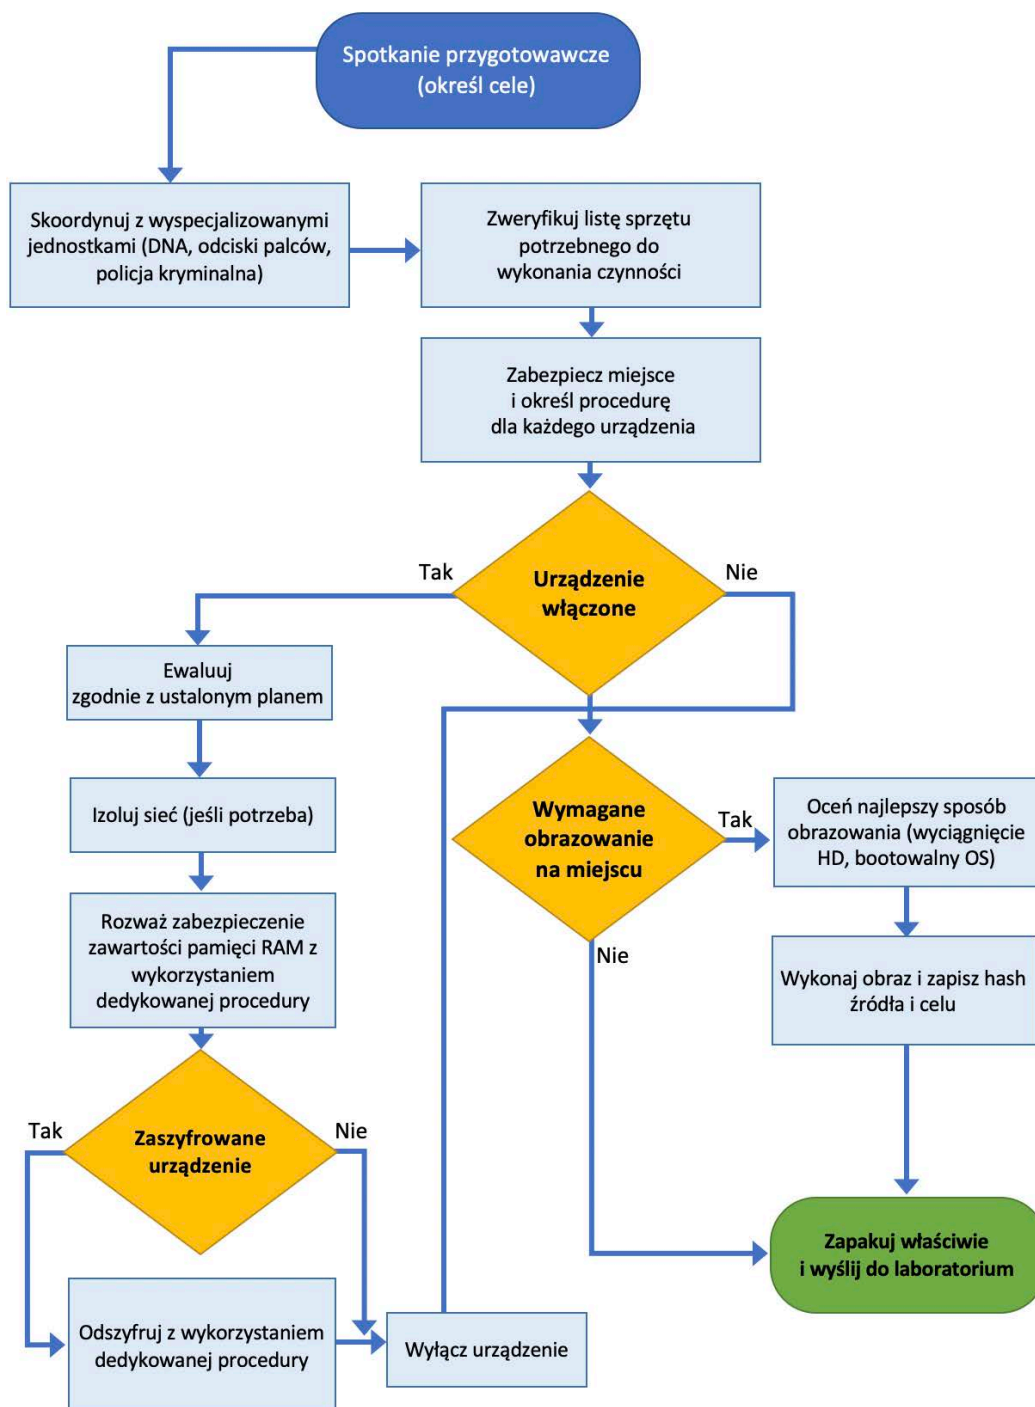 Spotkanie przygotowawcze
(określ cele)
Skoordynuj z wyspecjalizowanymi
jednostkami (DNA, odciski palców,
policja kryminalna)
Zweryfikuj listę sprzętu
potrzebnego do
wykonania czynności
Zabezpiecz miejsce
i określ procedurę
dla każdego urządzenia
Tak
Urządzenie
włączone
Nie
Ewaluuj
zgodnie z ustalonym planem
Izoluj sieć (jeśli potrzeba)
Rozważ zabezpieczenie
zawartości pamięci RAM z
wykorzystaniem
dedykowanej procedury
Tak
Zaszyfrowane
urządzenie
Nie
Odszyfruj z wykorzystaniem
dedykowanej procedury
Wyłącz urządzenie
Wymagane
obrazowanie
na miejscu
Tak
Nie
Oceń najlepszy sposób
obrazowania (wyciągnięcie
HD, bootowalny OS)
Wykonaj obraz i zapisz hash
źródła i celu
Zapakuj właściwie
i wyślij do laboratorium